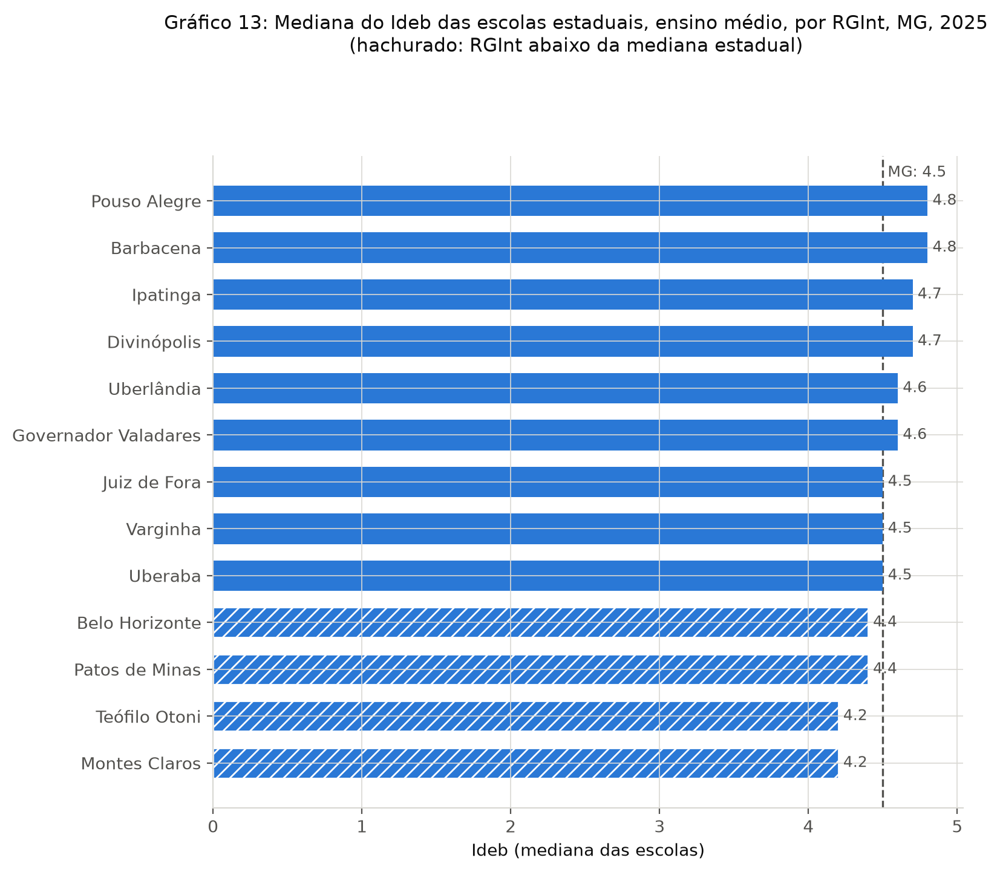 Gráfico 13: Mediana do Ideb das escolas estaduais, ensino médio, por RGInt, MG, 2025
(hachurado: RGInt abaixo da mediana estadual)
MG: 4.5
Pouso Alegre 4.8
Barbacena 4.8
Ipatinga 4.7
Divinópolis 4.7
Uberlândia 4.6
Governador Valadares 4.6
Juiz de Fora 4.5
Varginha 4.5
Uberaba 4.5
Belo Horizonte 4.4
Patos de Minas 4.4
Teófilo Otoni 4.2
Montes Claros 4.2
0 1 2 3 4 5
Ideb (mediana das escolas)